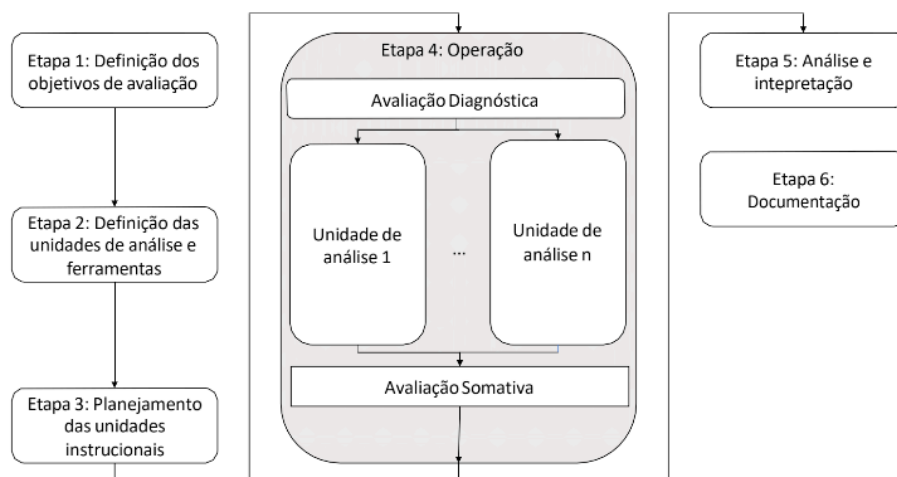 Etapa 1: Definição dos
objetivos de avaliação
Etapa 2: Definição das
unidades de análise e
ferramentas
Etapa 3: Planejamento
das unidades
instrucionais
Etapa 4: Operação
Avaliação Diagnóstica
Unidade de
análise 1
...
Unidade de
análise n
Avaliação Somativa
Etapa 5: Análise e
intepretação
Etapa 6:
Documentação